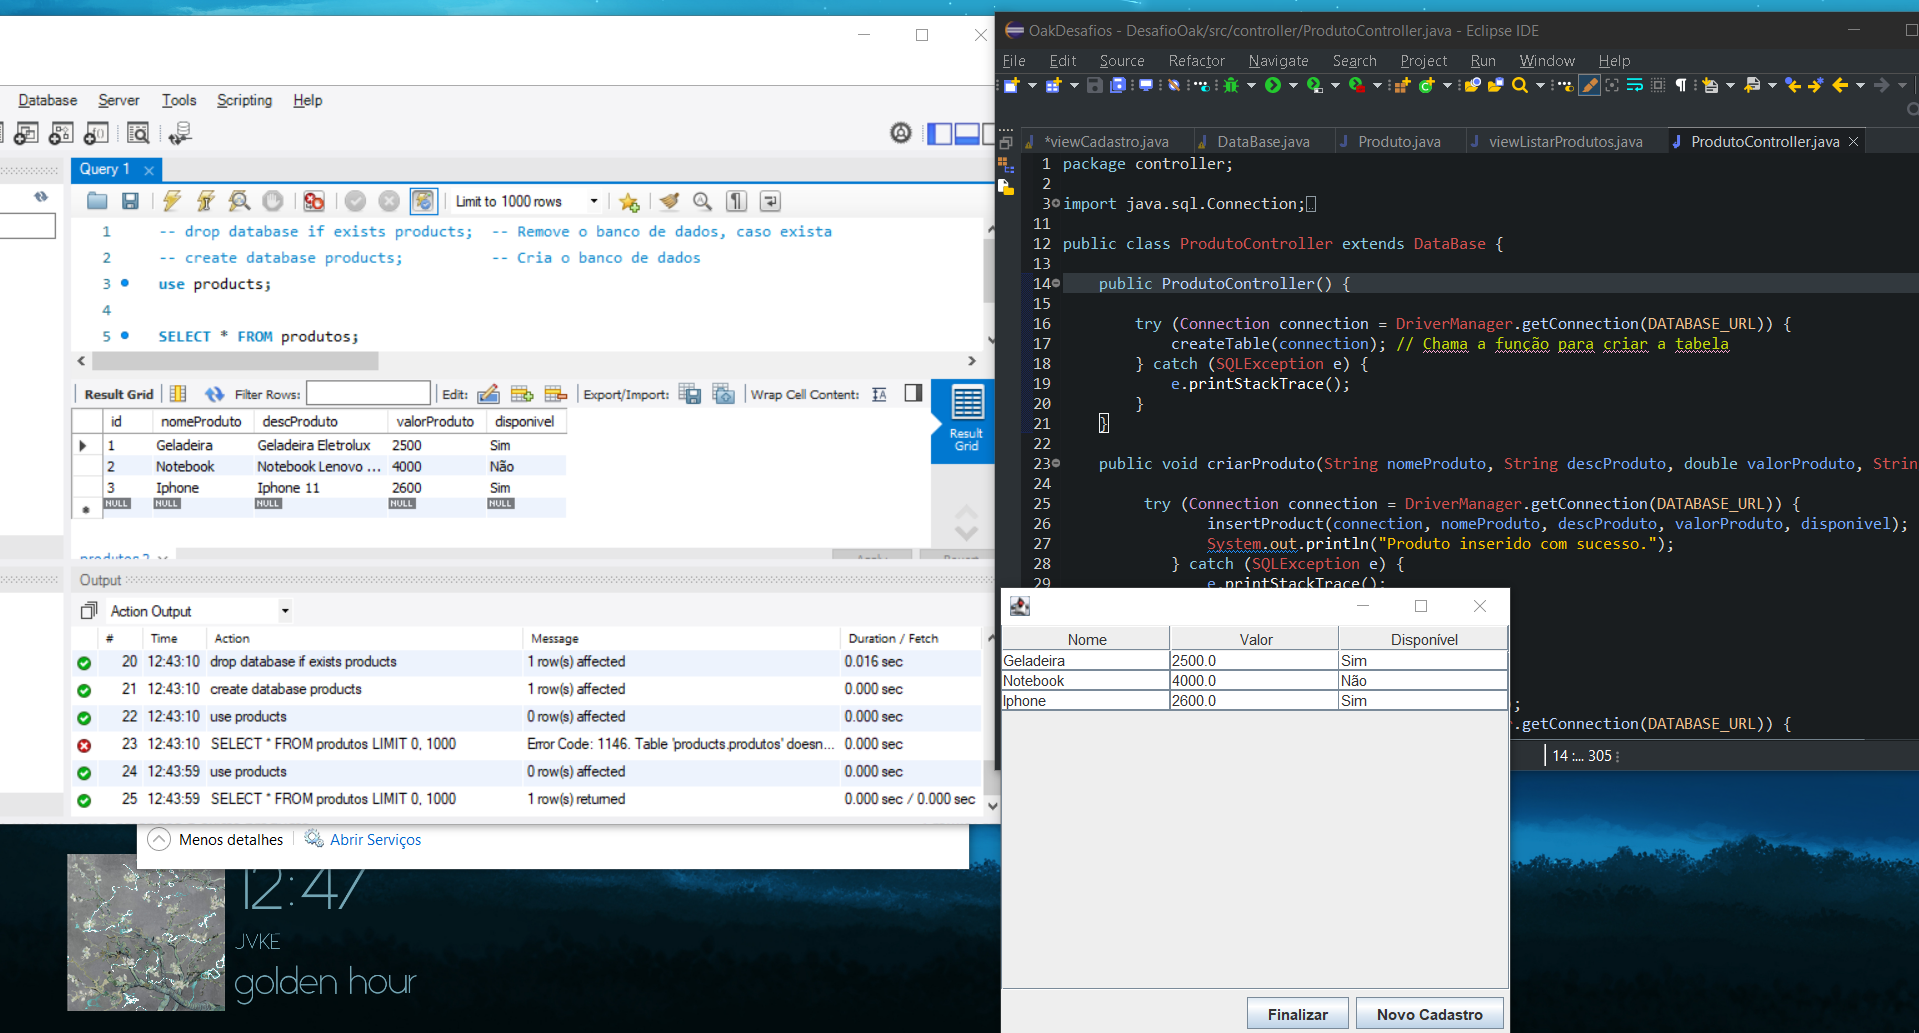 Database Server Tools Scripting Help
Query 1
Limit to 1000 rows
1 -- drop database if exists products; -- Remove o banco de dados, caso exista
2 -- create database products; -- Cria o banco de dados
3 use products;
4
5 SELECT * FROM produtos;
Result Grid Filter Rows: Edit: Export/Import: Wrap Cell Content:
id nomeProduto descProduto valorProduto disponivel
1 Geladeira Geladeira Eletrolux 2500 Sim
2 Notebook Notebook Lenovo ... 4000 Não
3 Iphone Iphone 11 2600 Sim
NULL NULL NULL NULL NULL
Result
Grid
produtos 2
Output
Action Output
# Time Action Message Duration / Fetch
20 12:43:10 drop database if exists products 1 row(s) affected 0.016 sec
21 12:43:10 create database products 1 row(s) affected 0.000 sec
22 12:43:10 use products 0 row(s) affected 0.000 sec
23 12:43:10 SELECT * FROM produtos LIMIT 0, 1000 Error Code: 1146. Table 'products.produtos' doesn... 0.000 sec
24 12:43:59 use products 0 row(s) affected 0.000 sec
25 12:43:59 SELECT * FROM produtos LIMIT 0, 1000 1 row(s) returned 0.000 sec / 0.000 sec
Menos detalhes Abrir Serviços
12:47
JVKE
golden hour
OakDesafios - DesafioOak/src/controller/ProdutoController.java - Eclipse IDE
File Edit Source Refactor Navigate Search Project Run Window Help
*viewCadastro.java DataBase.java Produto.java viewListarProdutos.java ProdutoController.java
1 package controller;
2
3 import java.sql.Connection;
11
12 public class ProdutoController extends DataBase {
13
14 public ProdutoController() {
15
16 try (Connection connection = DriverManager.getConnection(DATABASE_URL)) {
17 createTable(connection); // Chama a função para criar a tabela
18 } catch (SQLException e) {
19 e.printStackTrace();
20 }
21 }
22
23 public void criarProduto(String nomeProduto, String descProduto, double valorProduto, Strin
24
25 try (Connection connection = DriverManager.getConnection(DATABASE_URL)) {
26 insertProduct(connection, nomeProduto, descProduto, valorProduto, disponivel);
27 System.out.println("Produto inserido com sucesso.");
28 } catch (SQLException e) {
29 e.printStackTrace();
;
.getConnection(DATABASE_URL)) {
14 :... 305
Nome Valor Disponível
Geladeira 2500.0 Sim
Notebook 4000.0 Não
Iphone 2600.0 Sim
Finalizar Novo Cadastro